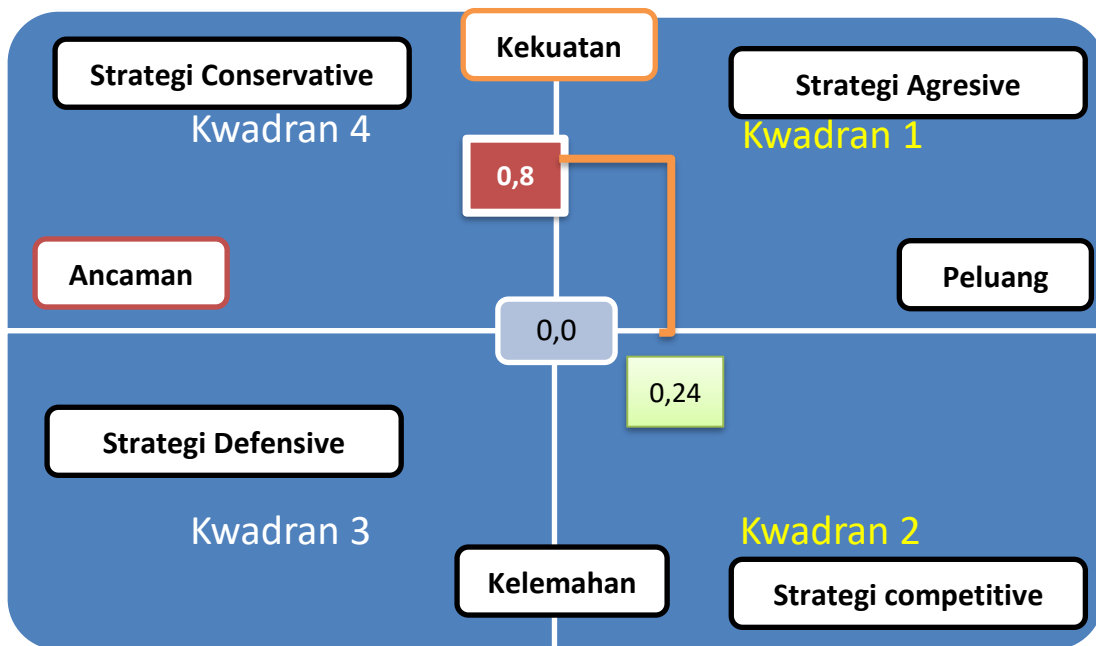 Kekuatan
Strategi Conservative
Strategi Agresive
Kwadran 4
Kwadran 1
0,8
Ancaman
Peluang
0,0
0,24
Strategi Defensive
Kwadran 3
Kwadran 2
Kelemahan
Strategi competitive